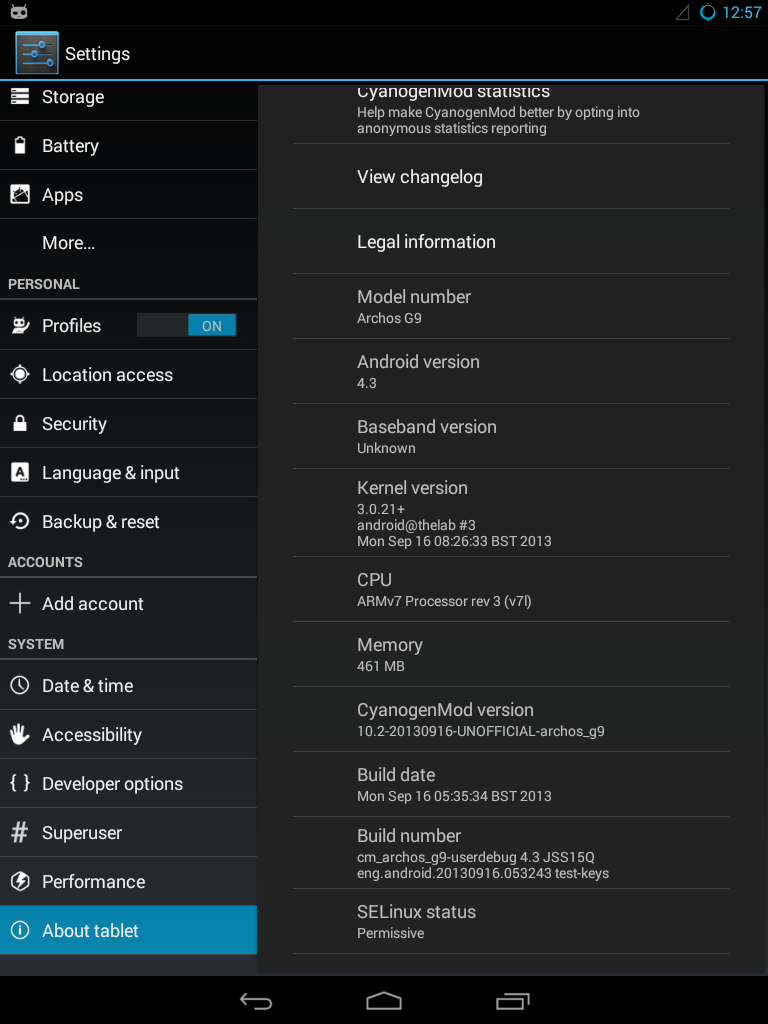 12:57
Settings
Storage
Battery
Apps
More...
PERSONAL
Profiles ON
Location access
Security
Language & input
Backup & reset
ACCOUNTS
Add account
SYSTEM
Date & time
Accessibility
Developer options
Superuser
Performance
About tablet
CyanogenMod statistics
Help make CyanogenMod better by opting into
anonymous statistics reporting
View changelog
Legal information
Model number
Archos G9
Android version
4.3
Baseband version
Unknown
Kernel version
3.0.21+
android@thelab #3
Mon Sep 16 08:26:33 BST 2013
CPU
ARMv7 Processor rev 3 (v7l)
Memory
461 MB
CyanogenMod version
10.2-20130916-UNOFFICIAL-archos_g9
Build date
Mon Sep 16 05:35:34 BST 2013
Build number
cm_archos_g9-userdebug 4.3 JSS15Q
eng.android.20130916.053243 test-keys
SELinux status
Permissive